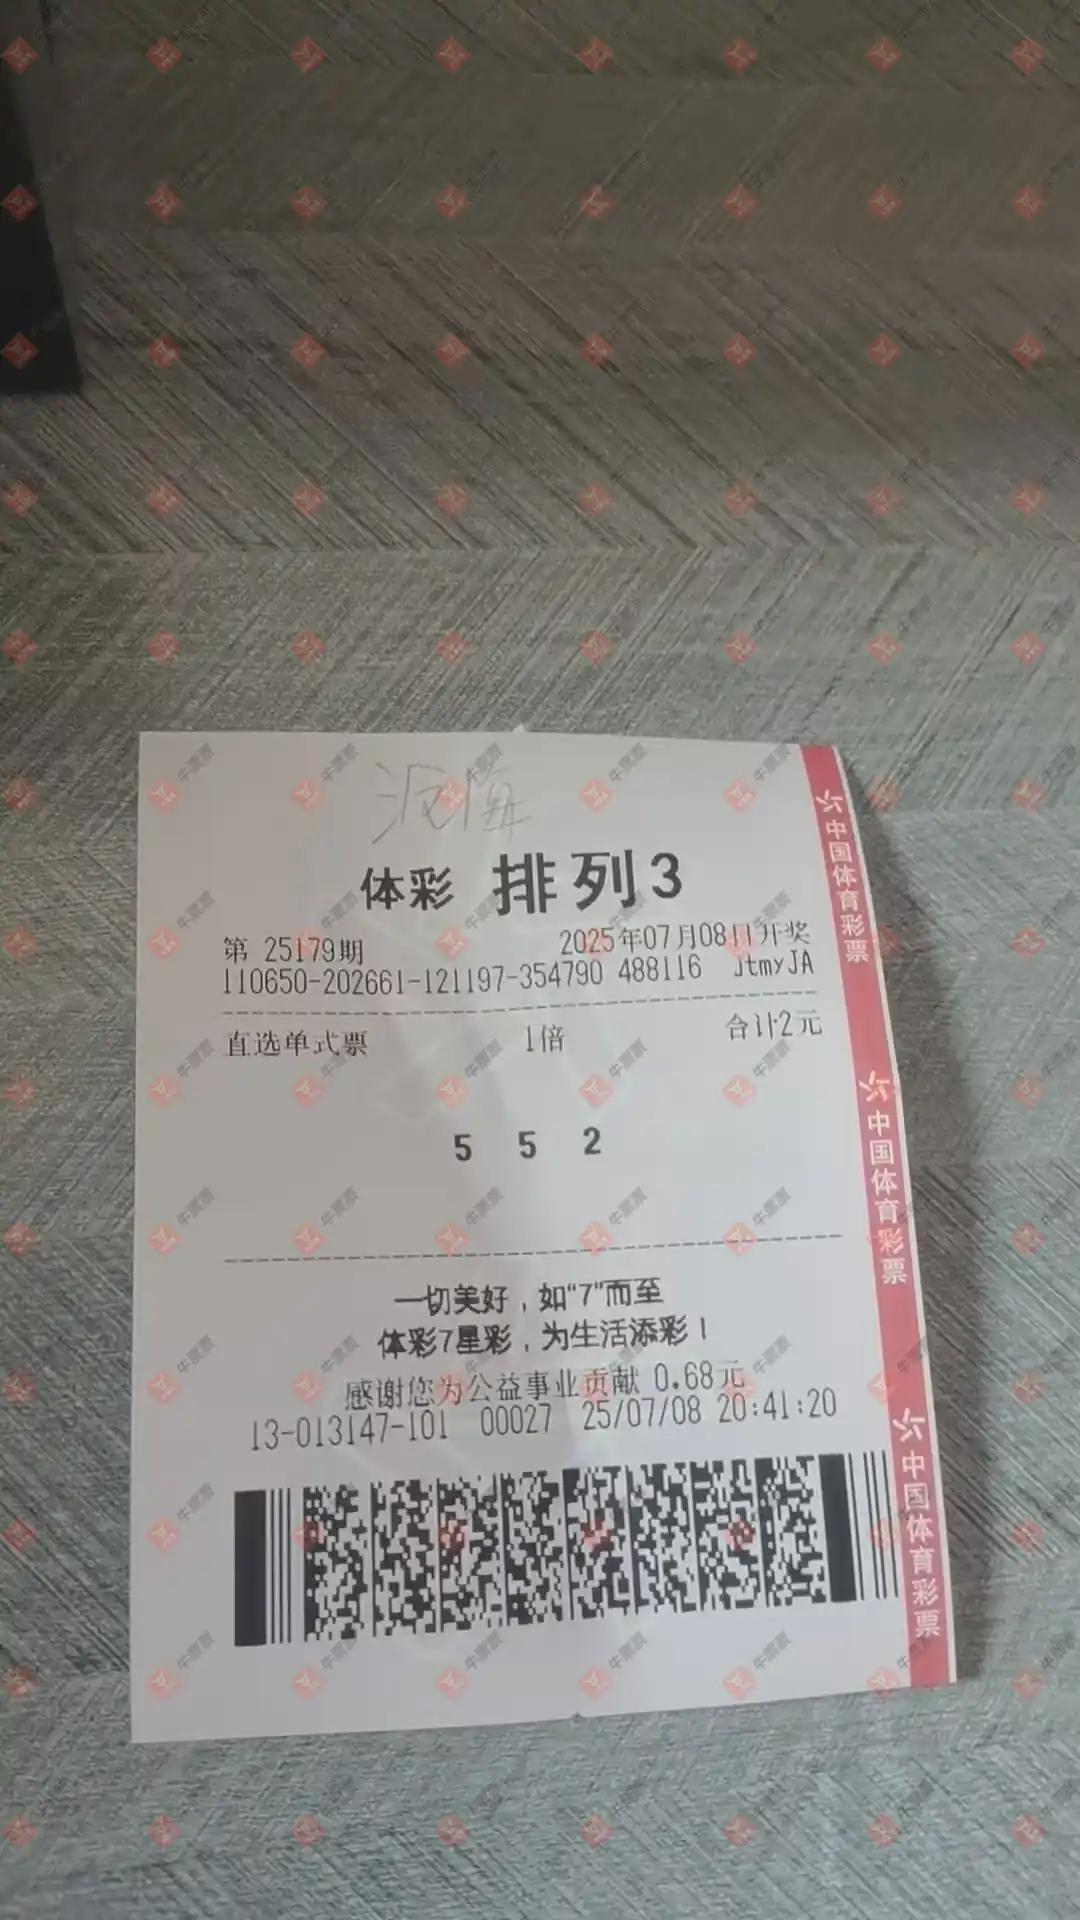 沧海
体彩 排列3
第 25179期 2025年07月08日开奖
110650-202661-121197-354790 488116 JtmyJA
直选单式票 1倍 合计2元
5 5 2
一切美好，如“7”而至
体彩7星彩，为生活添彩！
感谢您为公益事业贡献 0.68元
13-013147-101 00027 25/07/08 20:41:20
中国体育彩票
中国体育彩票
中国体育彩票
牛票票